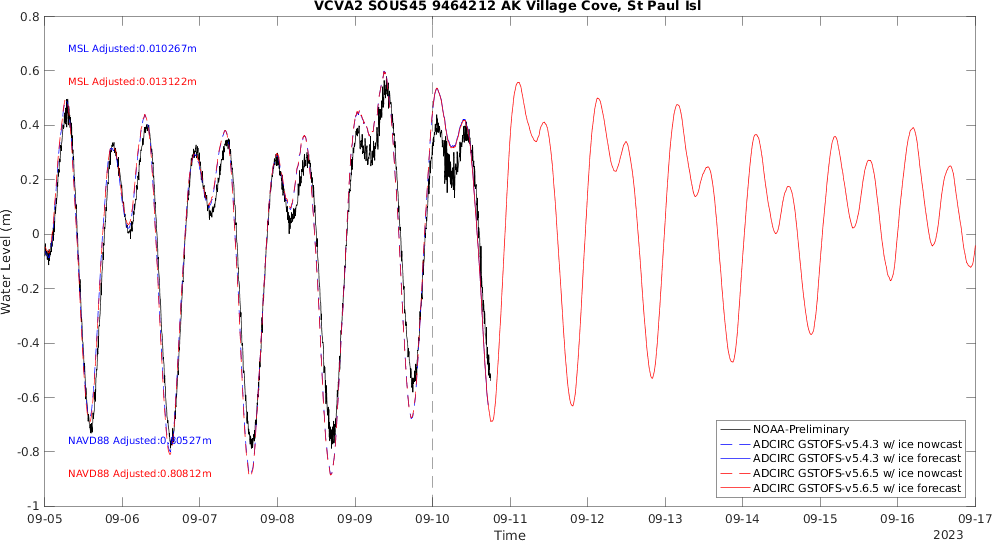 VCVA2 SOUS45 9464212 AK Village Cove, St Paul Isl
0.8
MSL Adjusted:0.010267m
0.6
MSL Adjusted:0.013122m
0.4
0.2
0
Water Level (m)
-0.2
-0.4
-0.6
NOAA-Preliminary
NAVD88 Adjusted:0.80527m
ADCIRC GSTOFS-v5.4.3 w/ ice nowcast
-0.8
ADCIRC GSTOFS-v5.4.3 w/ ice forecast
NAVD88 Adjusted:0.80812m
ADCIRC GSTOFS-v5.6.5 w/ ice nowcast
ADCIRC GSTOFS-v5.6.5 w/ ice forecast
-1
09-05 09-06 09-07 09-08 09-09 09-10 09-11 09-12 09-13 09-14 09-15 09-16 09-17
Time
2023